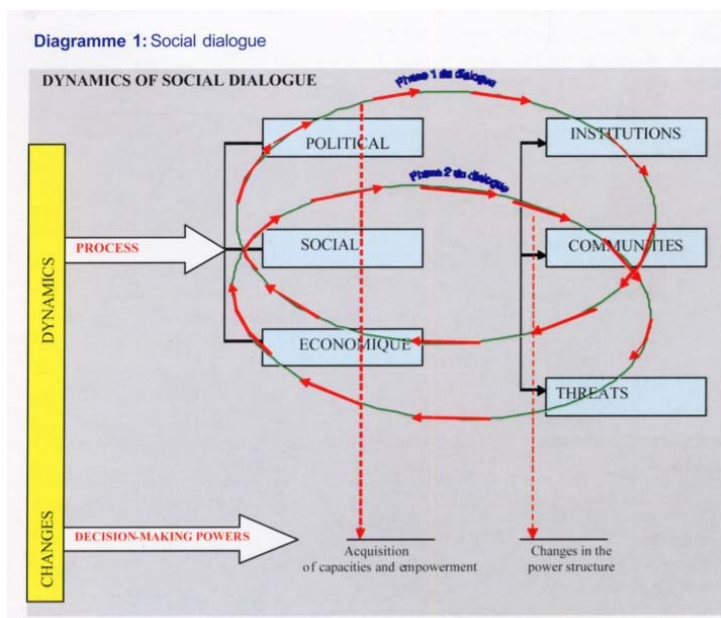 Diagramme 1: Social dialogue
DYNAMICS OF SOCIAL DIALOGUE
Phase 1 du dialogue
POLITICAL
INSTITUTIONS
Phase 2 du dialogue
PROCESS
SOCIAL
COMMUNITIES
DYNAMICS
ECONOMIQUE
THREATS
CHANGES
DECISION-MAKING POWERS
Acquisition
of capacities and empowerment
Changes in the
power structure